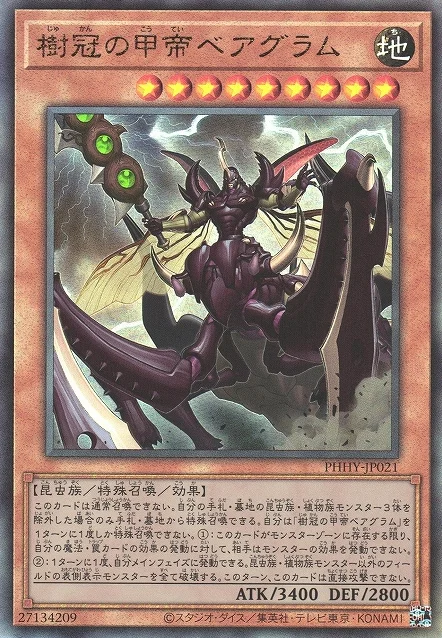 樹冠の甲帝ベアグラム
地
PHHY-JP021
【昆虫族／特殊召喚／効果】
このカードは通常召喚できない。自分の手札・墓地の昆虫族・植物族モンスター3体を
除外した場合のみ手札・墓地から特殊召喚できる。自分は「樹冠の甲帝ベアグラム」を
1ターンに1度しか特殊召喚できない。①：このカードがモンスターゾーンに存在する限り、
自分の魔法・罠カードの効果の発動に対して、相手はモンスターの効果を発動できない。
②：1ターンに1度、自分メインフェイズに発動できる。昆虫族・植物族モンスター以外のフィー
ルドの表側表示モンスターを全て破壊する。このターン、このカードは直接攻撃できない。
ATK/3400 DEF/2800
27134209
©スタジオ・ダイス／集英社・テレビ東京・KONAMI